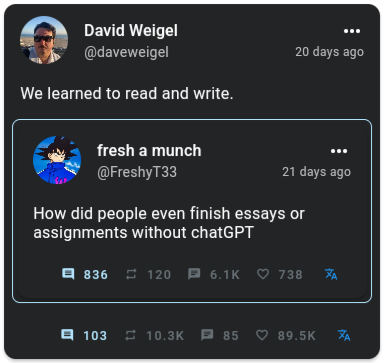 David Weigel
@daveweigel
20 days ago
We learned to read and write.
fresh a munch
@FreshyT33
21 days ago
How did people even finish essays or
assignments without chatGPT
836 120 6.1K 738
103 10.3K 85 89.5K